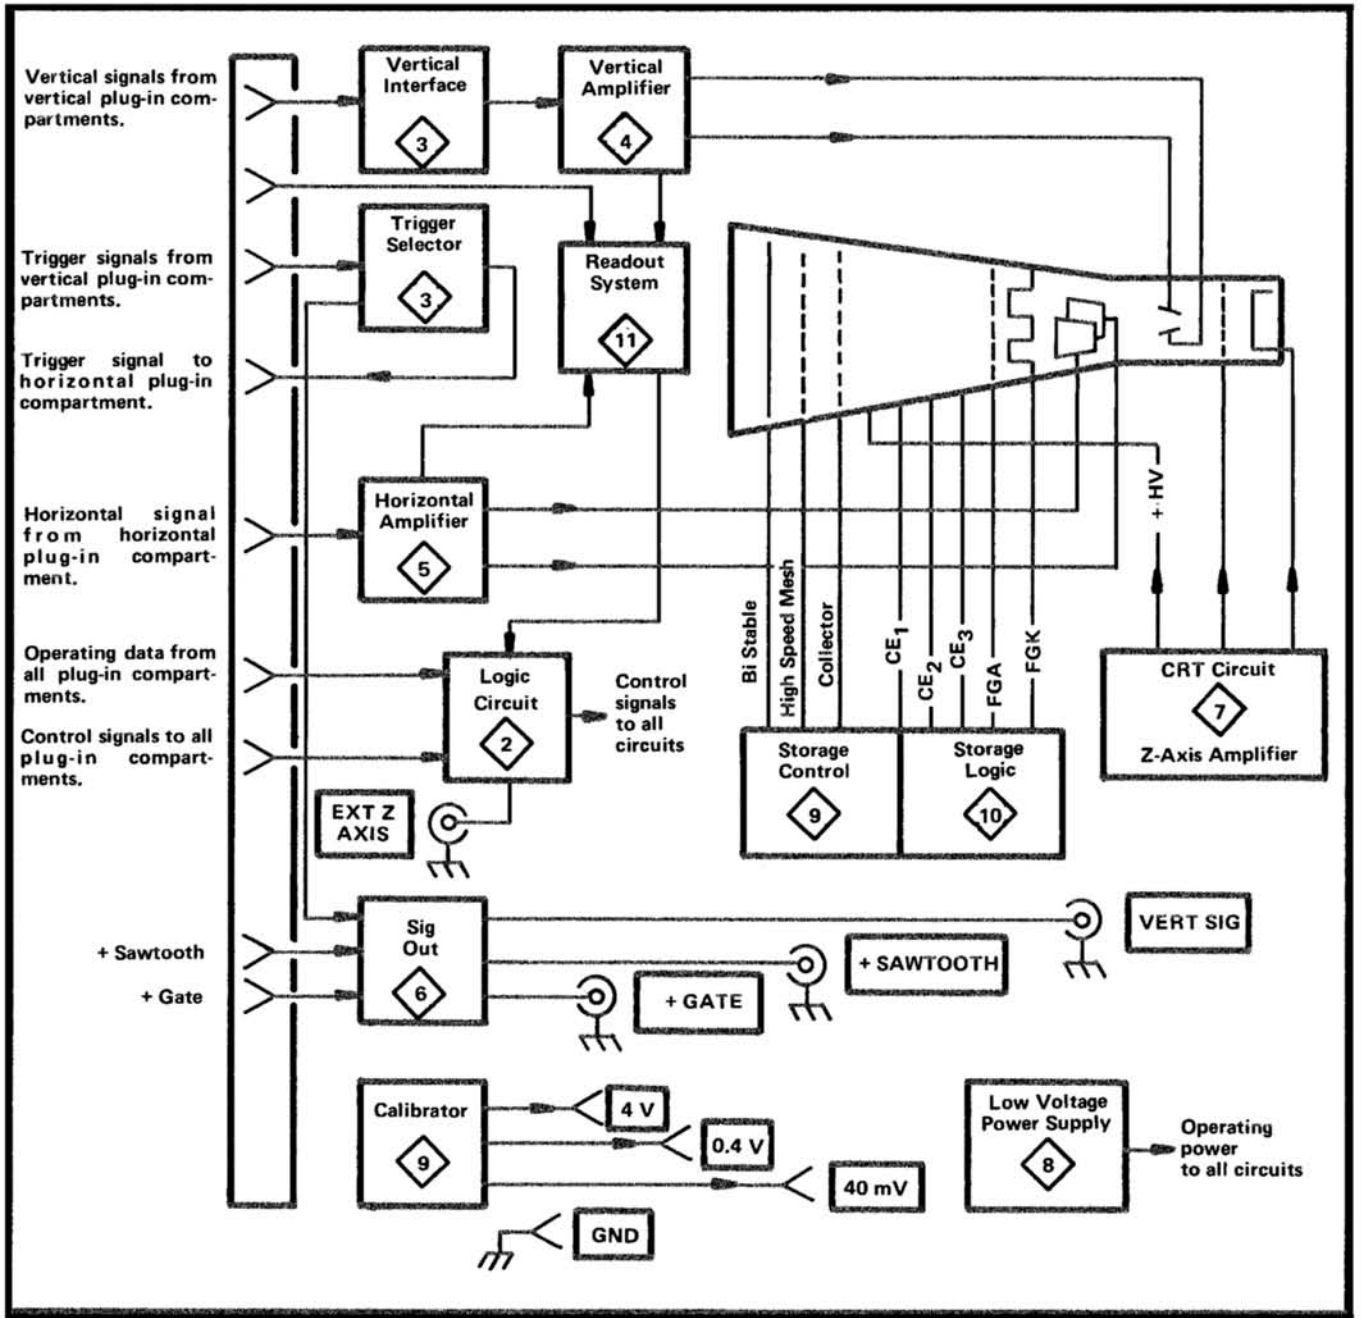 Vertical signals from
vertical plug-in com-
partments.
Vertical
Interface
3
Vertical
Amplifier
4
Trigger signals from
vertical plug-in com-
partments.
Trigger
Selector
3
Readout
System
11
Trigger signal to
horizontal plug-in
compartment.
Horizontal signal
from horizontal
plug-in compart-
ment.
Horizontal
Amplifier
5
+HV
Bi Stable
High Speed Mesh
Collector
CE1
CE2
CE3
FGA
FGK
Operating data from
all plug-in compart-
ments.
Control signals to all
plug-in compart-
ments.
Logic
Circuit
2
Control
signals
to all
circuits
Storage
Control
9
Storage
Logic
10
CRT Circuit
7
Z-Axis Amplifier
EXT Z
AXIS
+ Sawtooth
+ Gate
Sig
Out
6
VERT SIG
+ SAWTOOTH
+ GATE
Calibrator
9
4 V
0.4 V
40 mV
GND
Low Voltage
Power Supply
8
Operating
power
to all circuits